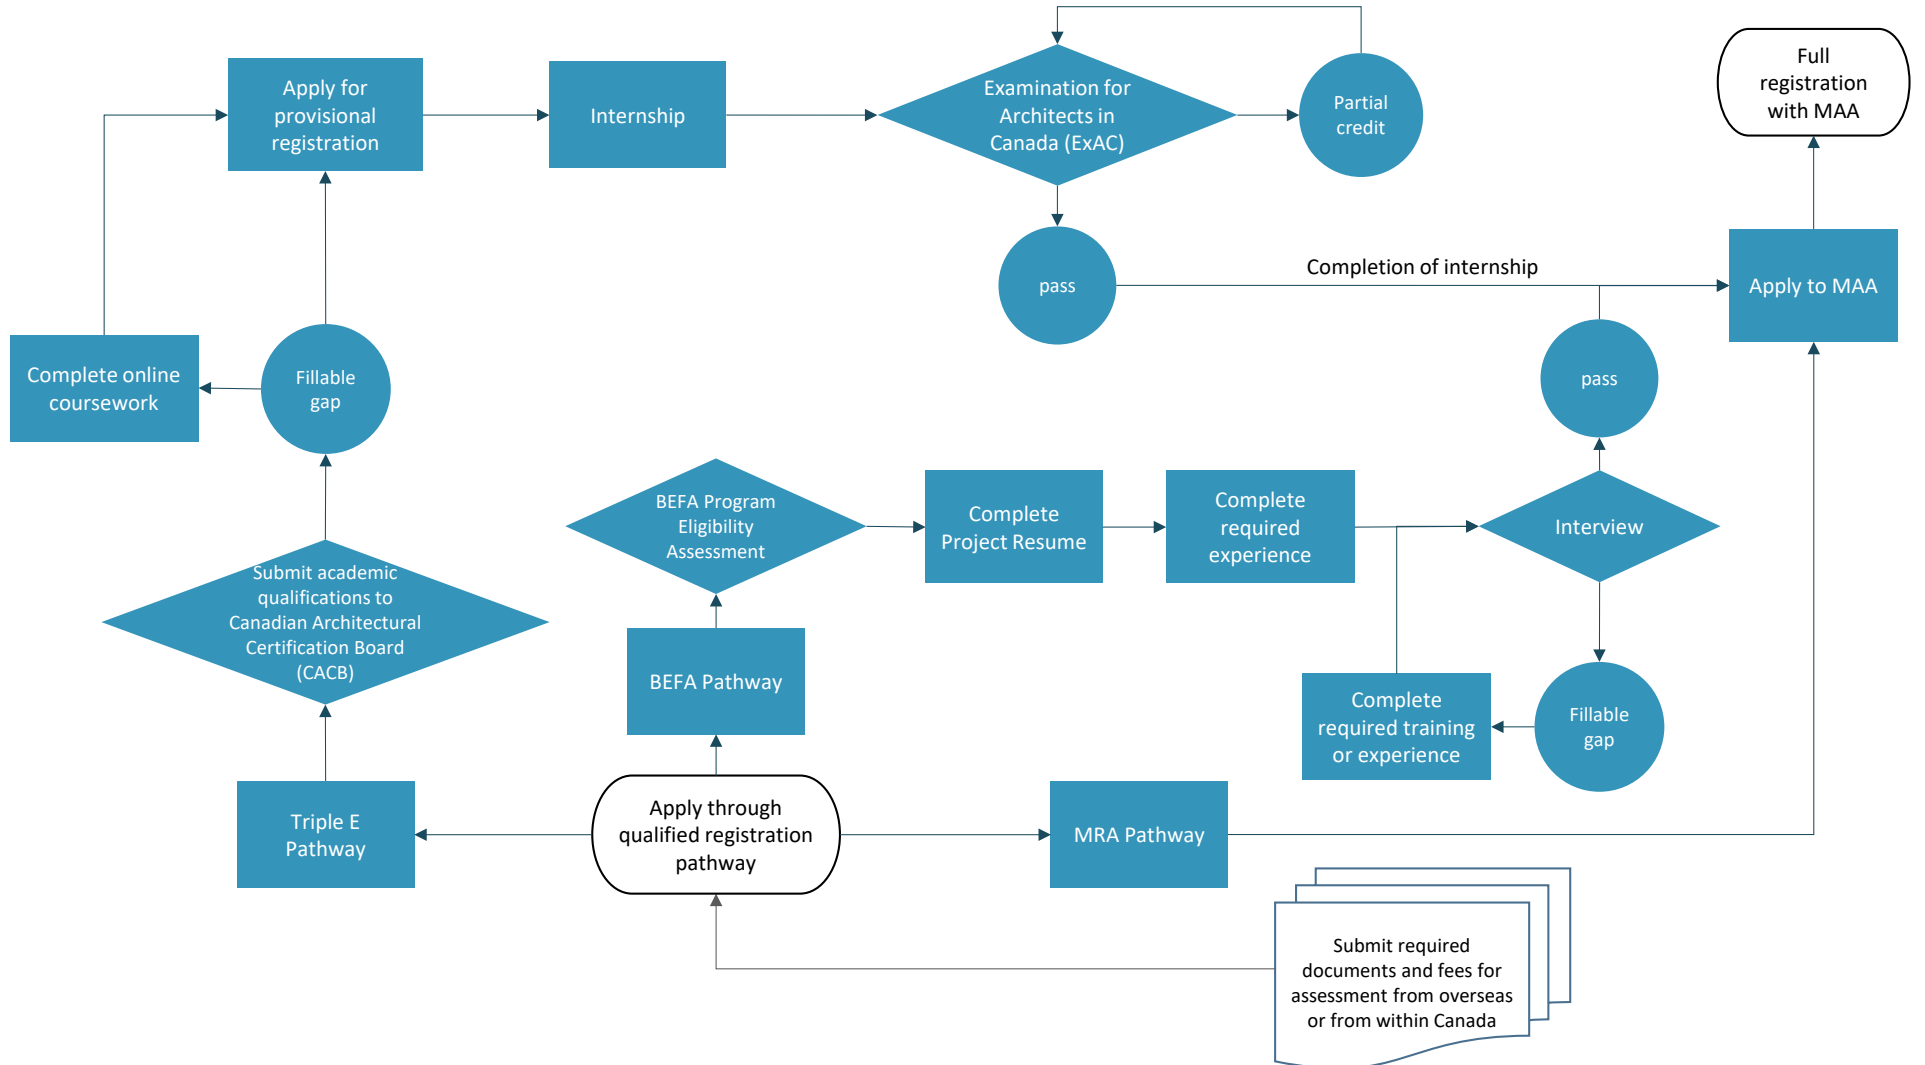 Apply for
provisional
registration
Internship
Examination for
Architects in
Canada (ExAC)
Partial
credit
Full
registration
with MAA
pass
Completion of internship
Apply to MAA
Complete online
coursework
Fillable
gap
pass
BEFA Program
Eligibility
Assessment
Complete
Project Resume
Complete
required
experience
Interview
Submit academic
qualifications to
Canadian Architectural
Certification Board
(CACB)
BEFA Pathway
Complete
required training
or experience
Fillable
gap
Triple E
Pathway
Apply through
qualified registration
pathway
MRA Pathway
Submit required
documents and fees for
assessment from overseas
or from within Canada